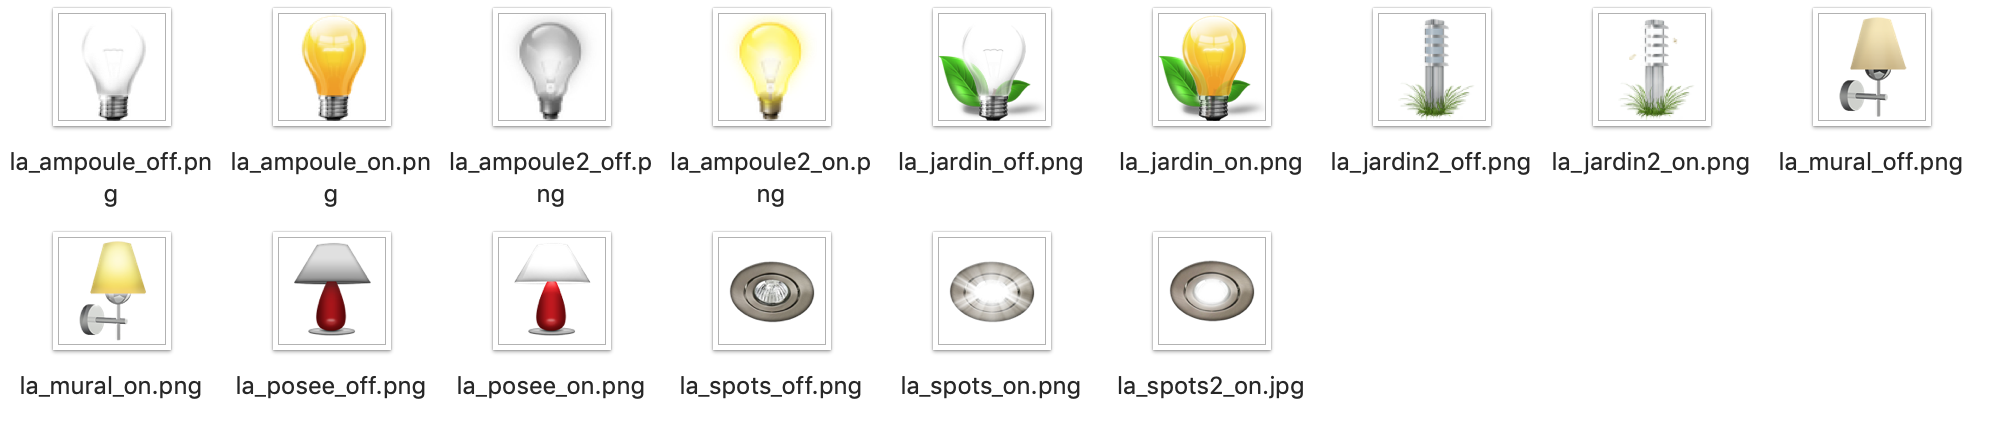 la_ampoule_off.pn
g
la_ampoule_on.pn
g
la_ampoule2_off.p
ng
la_ampoule2_on.p
ng
la_jardin_off.png
la_jardin_on.png
la_jardin2_off.png
la_jardin2_on.png
la_mural_off.png
la_mural_on.png
la_posee_off.png
la_posee_on.png
la_spots_off.png
la_spots_on.png
la_spots2_on.jpg